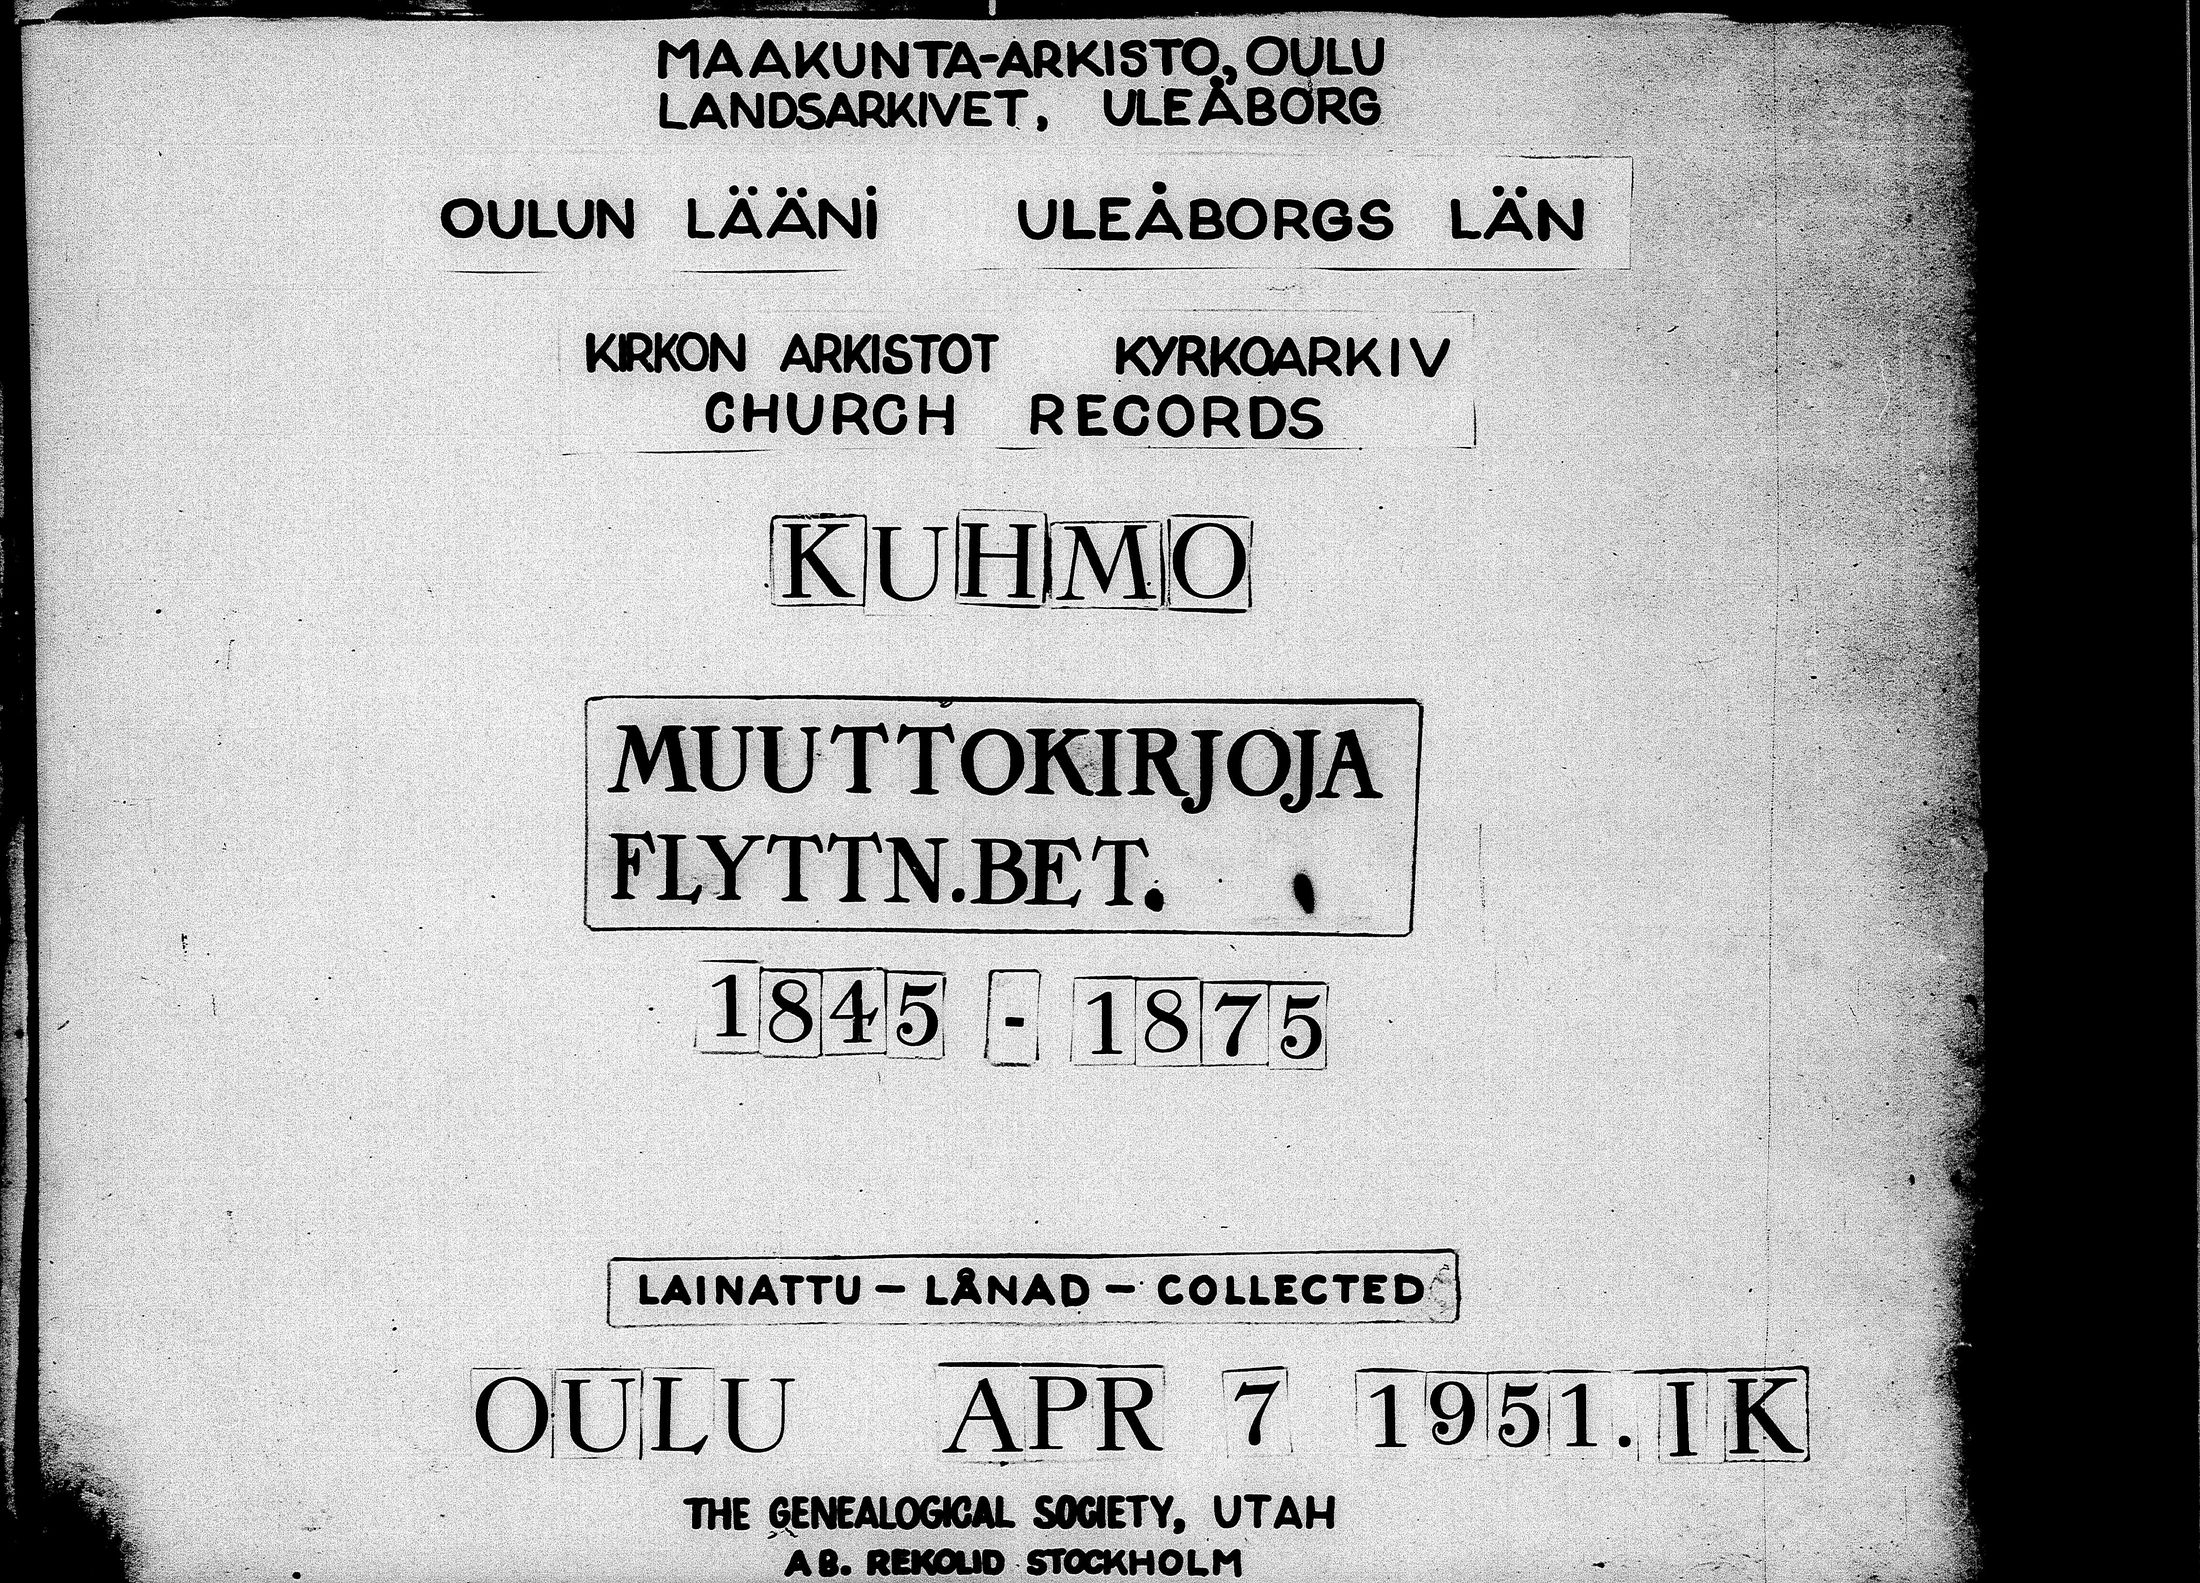 MAAKUNTA-ARKISTO, OULU
LANDSARKIVET, ULEÅBORG
OULUN LÄÄNI ULEÅBORGS LÄN
KIRKON ARKISTOT KYRKOARKIV
CHURCH RECORDS
KUHMO
MUUTTOKIRJOJA
FLYTTN.BET.
1845 - 1875
LAINATTU - LÅNAD - COLLECTED
OULU APR 7 1951. IK
THE GENEALOGICAL SOCIETY, UTAH
AB. REKOLID STOCKHOLM